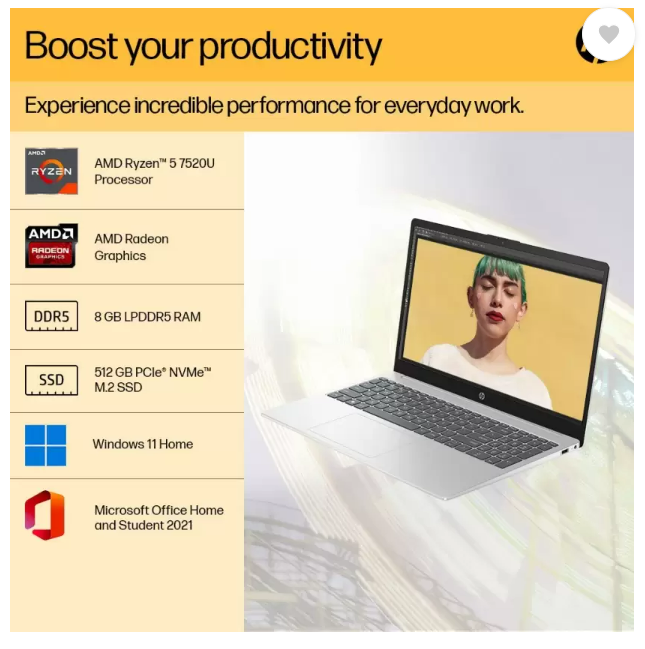 Boost your productivity
Experience incredible performance for everyday work.
AMD
RYZEN
AMD Ryzen™ 5 7520U
Processor
AMD
RADEON
GRAPHICS
AMD Radeon
Graphics
DDR5
8 GB LPDDR5 RAM
SSD
512 GB PCIe® NVMe™
M.2 SSD
Windows 11 Home
Microsoft Office Home
and Student 2021
hp